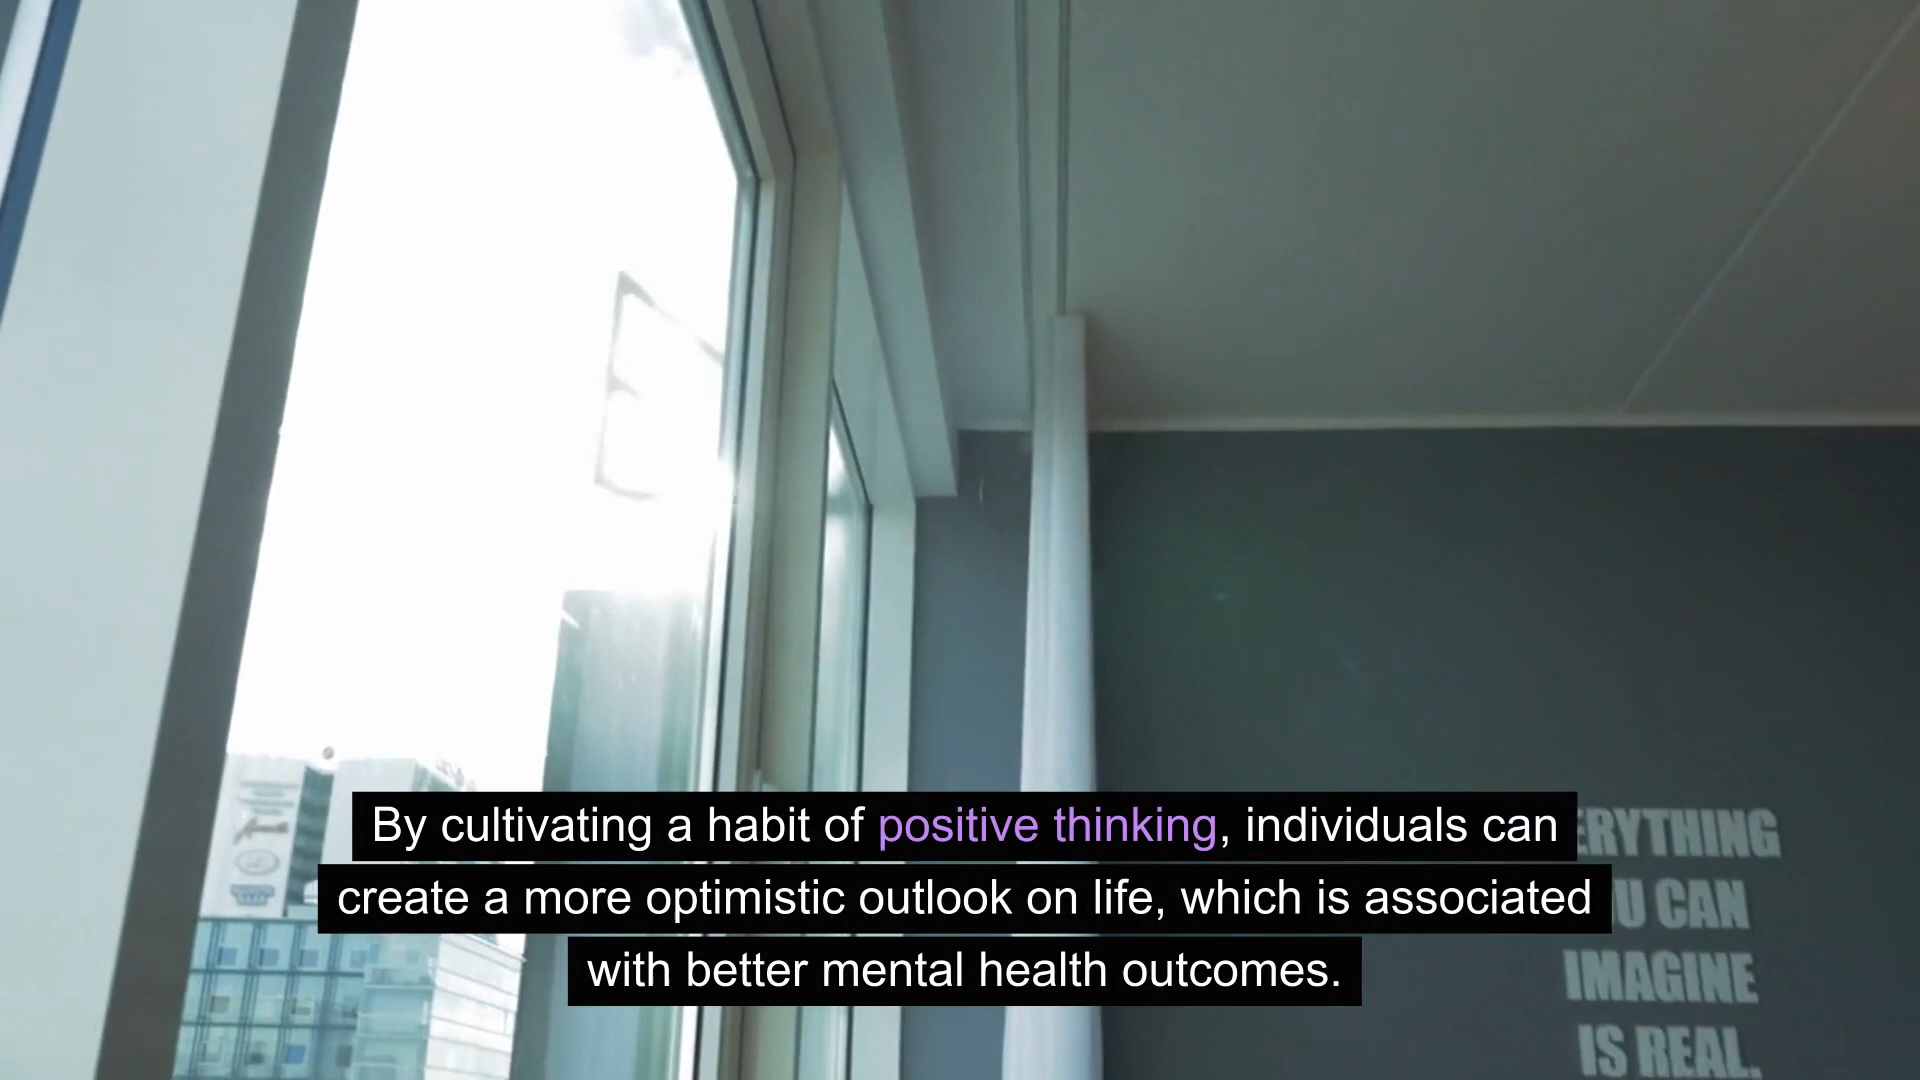 By cultivating a habit of positive thinking, individuals can
create a more optimistic outlook on life, which is associated
with better mental health outcomes.
ERYTHING
U CAN
IMAGINE
IS REAL.